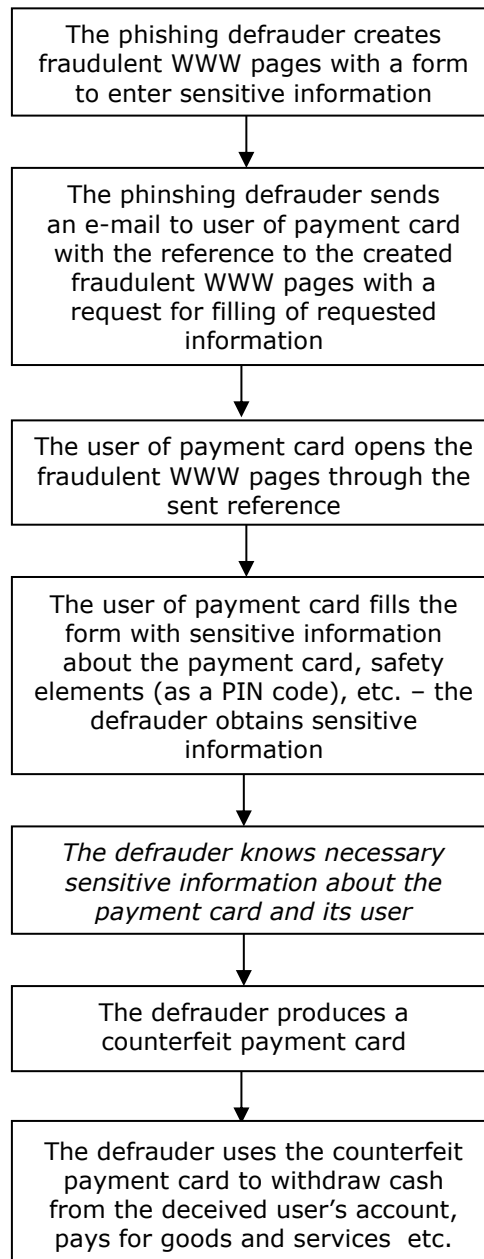 The phishing defrauder creates
fraudulent WWW pages with a form
to enter sensitive information
The phinshing defrauder sends
an e-mail to user of payment card
with the reference to the created
fraudulent WWW pages with a
request for filling of requested
information
The user of payment card opens the
fraudulent WWW pages through the
sent reference
The user of payment card fills the
form with sensitive information
about the payment card, safety
elements (as a PIN code), etc. – the
defrauder obtains sensitive
information
The defrauder knows necessary
sensitive information about the
payment card and its user
The defrauder produces a
counterfeit payment card
The defrauder uses the counterfeit
payment card to withdraw cash
from the deceived user’s account,
pays for goods and services etc.